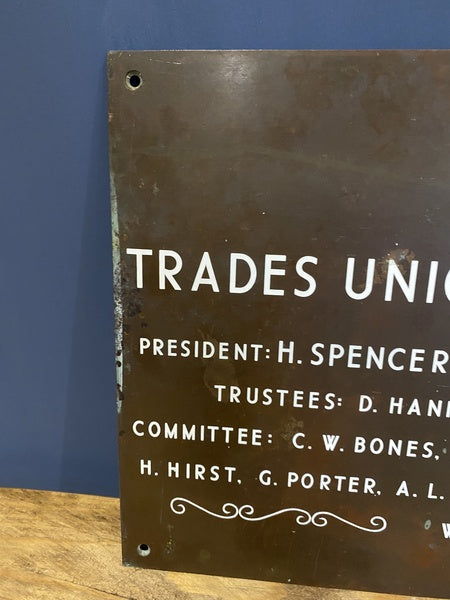 TRADES UNIO
PRESIDENT: H. SPENCER
TRUSTEES: D. HAN
COMMITTEE: C. W. BONES,
H. HIRST, G. PORTER, A. L.
W